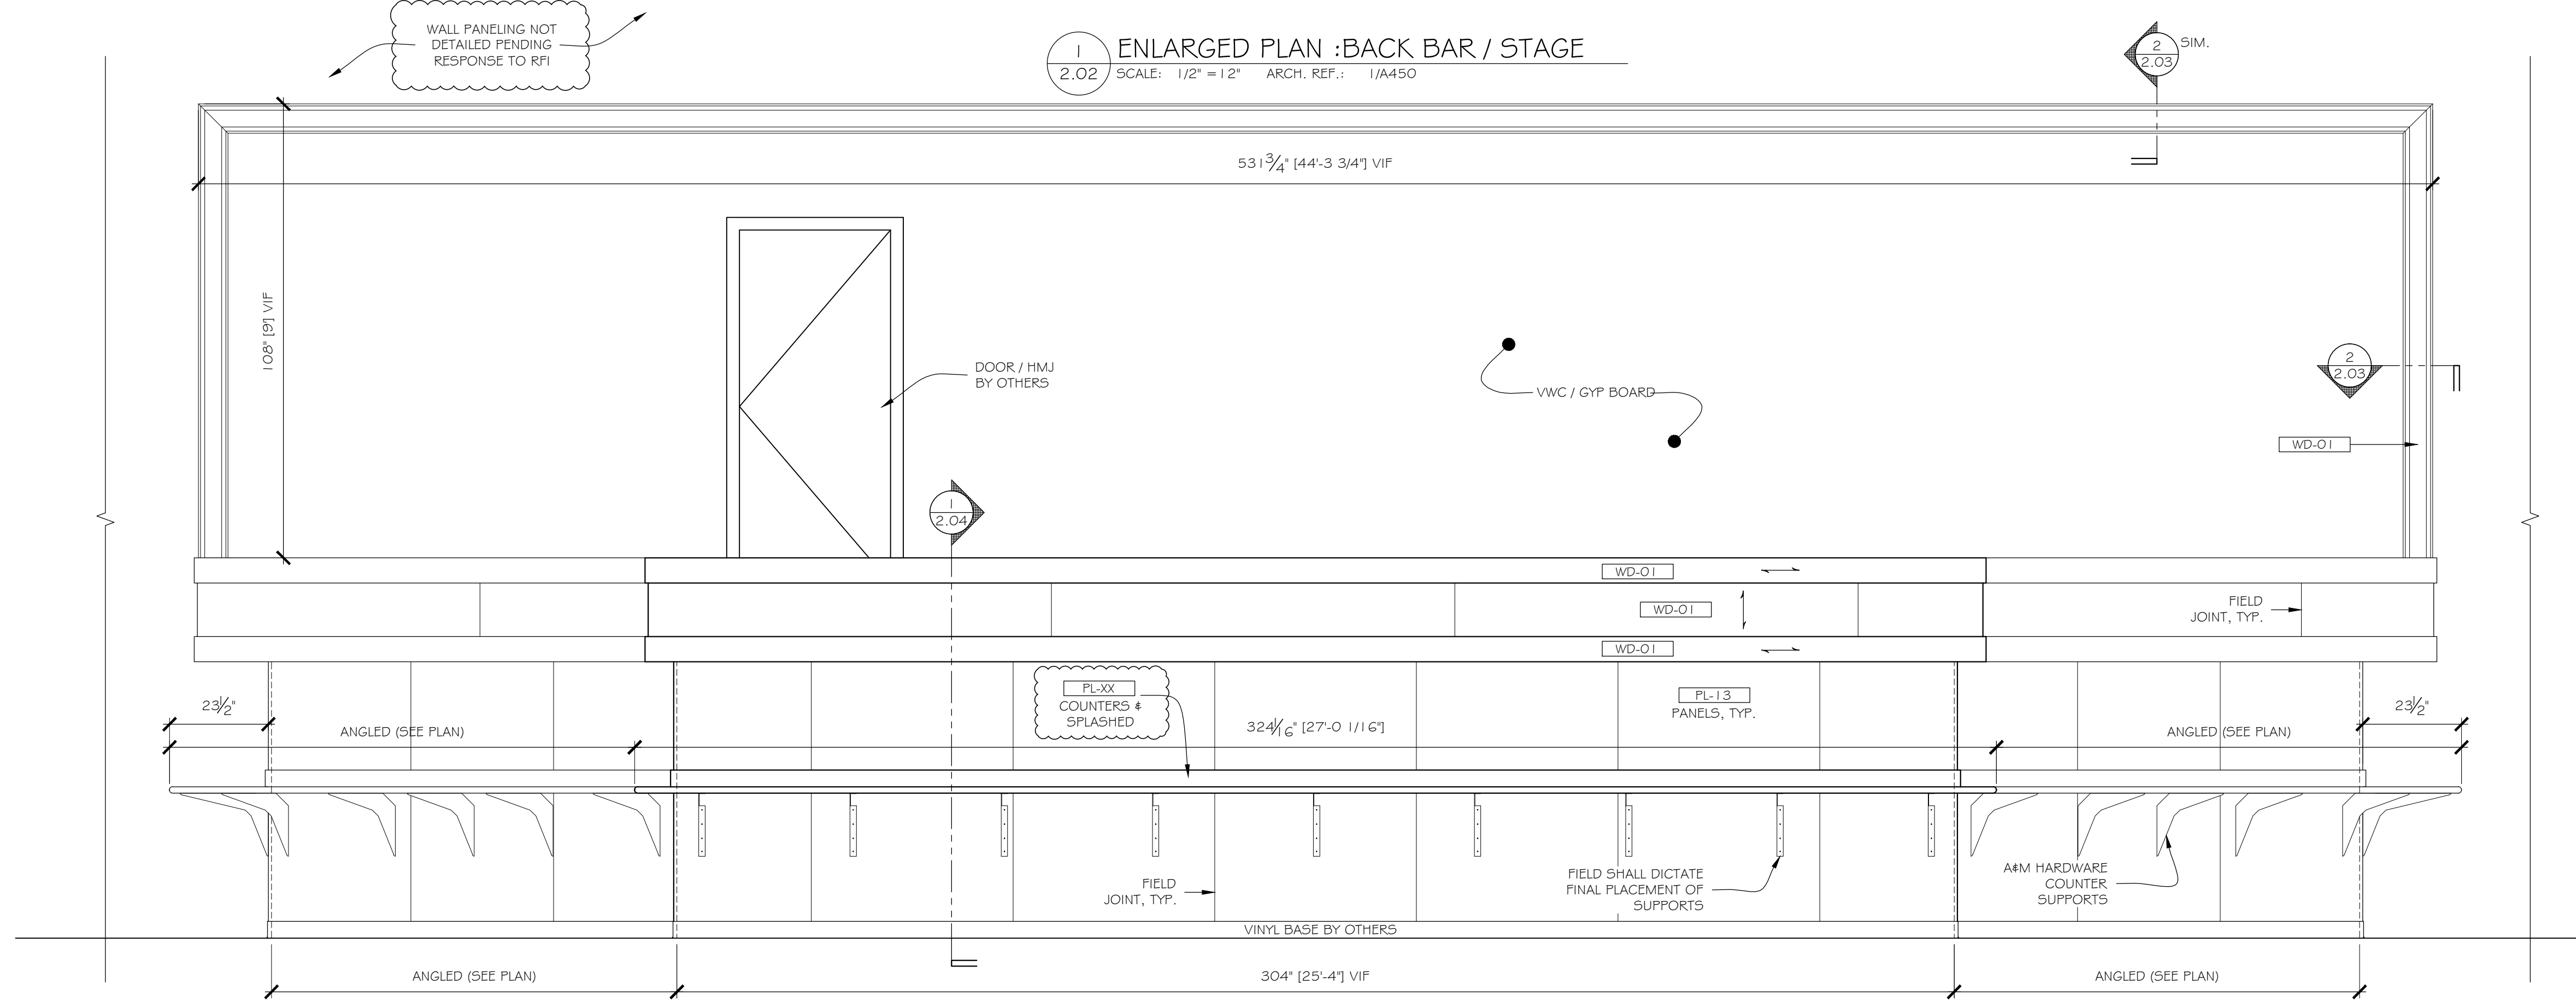 WALL PANELING NOT
DETAILED PENDING
RESPONSE TO RFI
1
2.02
ENLARGED PLAN :BACK BAR / STAGE
SCALE: 1/2" =12" ARCH. REF.: 1/A450
2
2.03
SIM.
531 3/4" [44'-3 3/4"] VIF
108" [9'] VIF
DOOR / HMJ
BY OTHERS
VWC / GYP BOARD
2
2.03
WD-01
1
2.04
WD-01
WD-01
FIELD
JOINT, TYP.
WD-01
23 1/2"
ANGLED (SEE PLAN)
PL-XX
COUNTERS &
SPLASHED
324 1/16" [27'-0 1/16"]
PL-13
PANELS, TYP.
23 1/2"
ANGLED (SEE PLAN)
FIELD
JOINT, TYP.
FIELD SHALL DICTATE
FINAL PLACEMENT OF
SUPPORTS
A&M HARDWARE
COUNTER
SUPPORTS
VINYL BASE BY OTHERS
ANGLED (SEE PLAN)
304" [25'-4"] VIF
ANGLED (SEE PLAN)